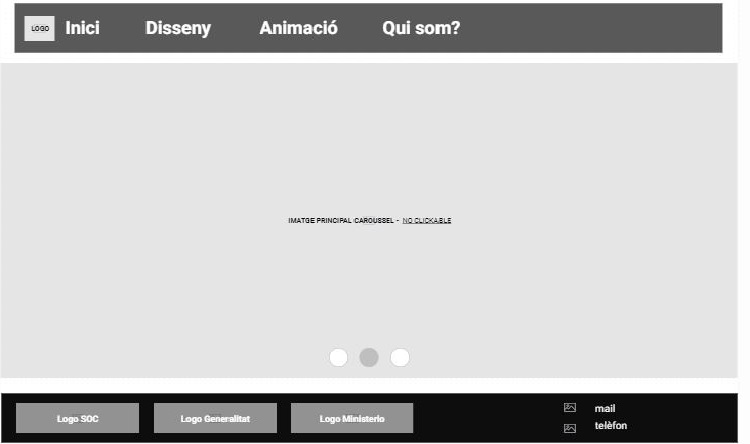 LOGO Inici Disseny Animació Qui som?
IMATGE PRINCIPAL CAROUSSEL - NO CLICKABLE
Logo SOC Logo Generalitat Logo Ministerio mail
telèfon